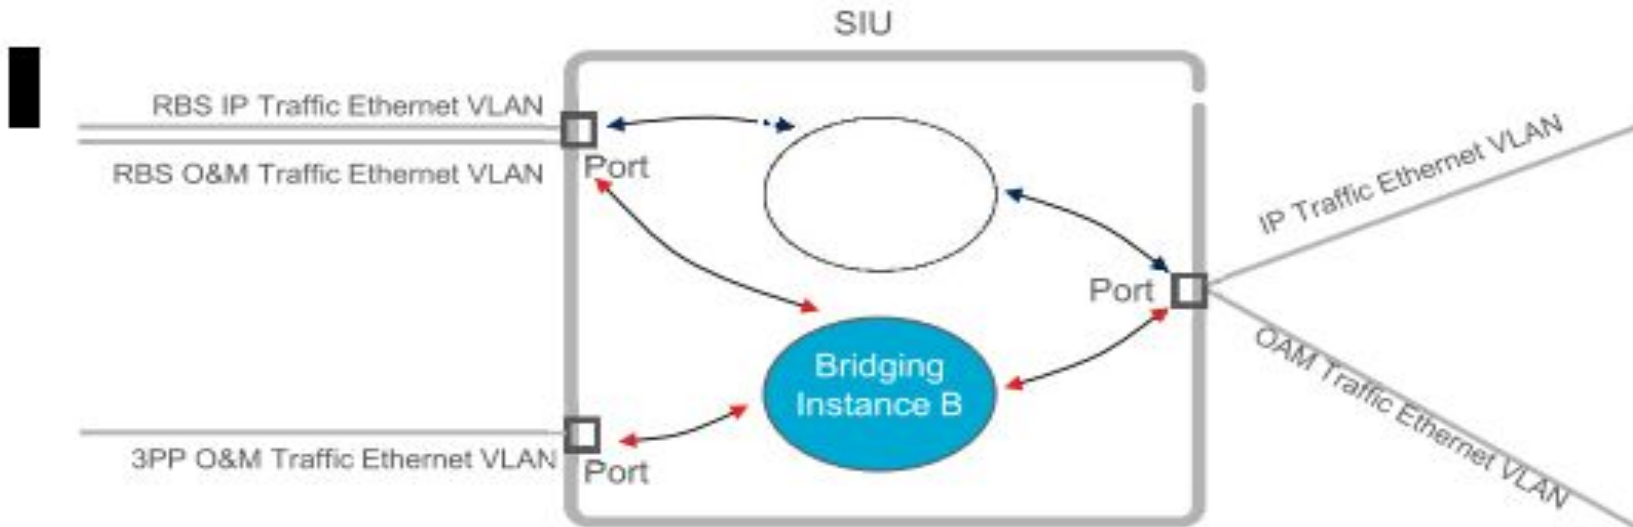 SIU
RBS IP Traffic Ethernet VLAN
RBS O&M Traffic Ethernet VLAN
Port
IP Traffic Ethernet VLAN
Port
OAM Traffic Ethernet VLAN
Bridging
Instance B
3PP O&M Traffic Ethernet VLAN
Port